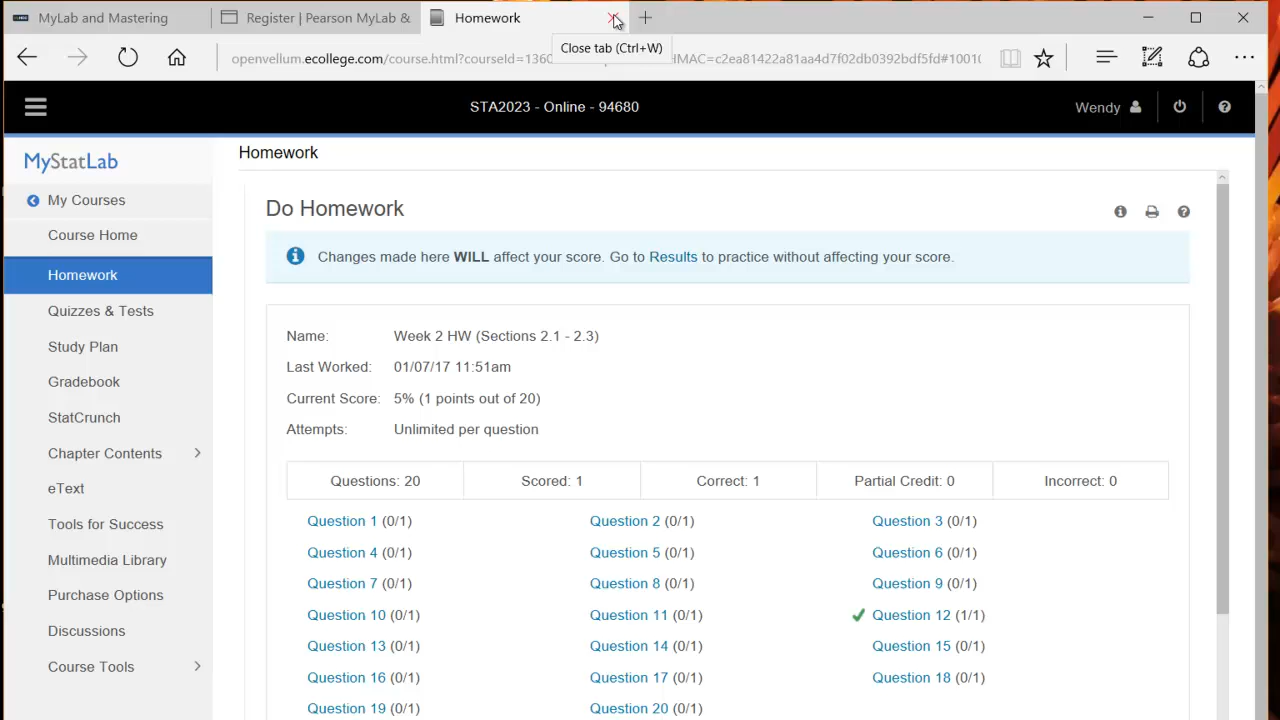 MyLab and Mastering
Register | Pearson MyLab &
Homework
Close tab (Ctrl+W)
openvellum.ecollege.com/course.html?courseId=1360 HMAC=c2ea81422a81aa4d7f02db0392bdf5fd#10010
STA2023 - Online - 94680
Wendy
MyStatLab
My Courses
Course Home
Homework
Quizzes & Tests
Study Plan
Gradebook
StatCrunch
Chapter Contents
eText
Tools for Success
Multimedia Library
Purchase Options
Discussions
Course Tools
Homework
Do Homework
Changes made here WILL affect your score. Go to Results to practice without affecting your score.
Name: Week 2 HW (Sections 2.1 - 2.3)
Last Worked: 01/07/17 11:51am
Current Score: 5% (1 points out of 20)
Attempts: Unlimited per question
Questions: 20 Scored: 1 Correct: 1 Partial Credit: 0 Incorrect: 0
Question 1 (0/1) Question 2 (0/1) Question 3 (0/1)
Question 4 (0/1) Question 5 (0/1) Question 6 (0/1)
Question 7 (0/1) Question 8 (0/1) Question 9 (0/1)
Question 10 (0/1) Question 11 (0/1) Question 12 (1/1)
Question 13 (0/1) Question 14 (0/1) Question 15 (0/1)
Question 16 (0/1) Question 17 (0/1) Question 18 (0/1)
Question 19 (0/1) Question 20 (0/1)